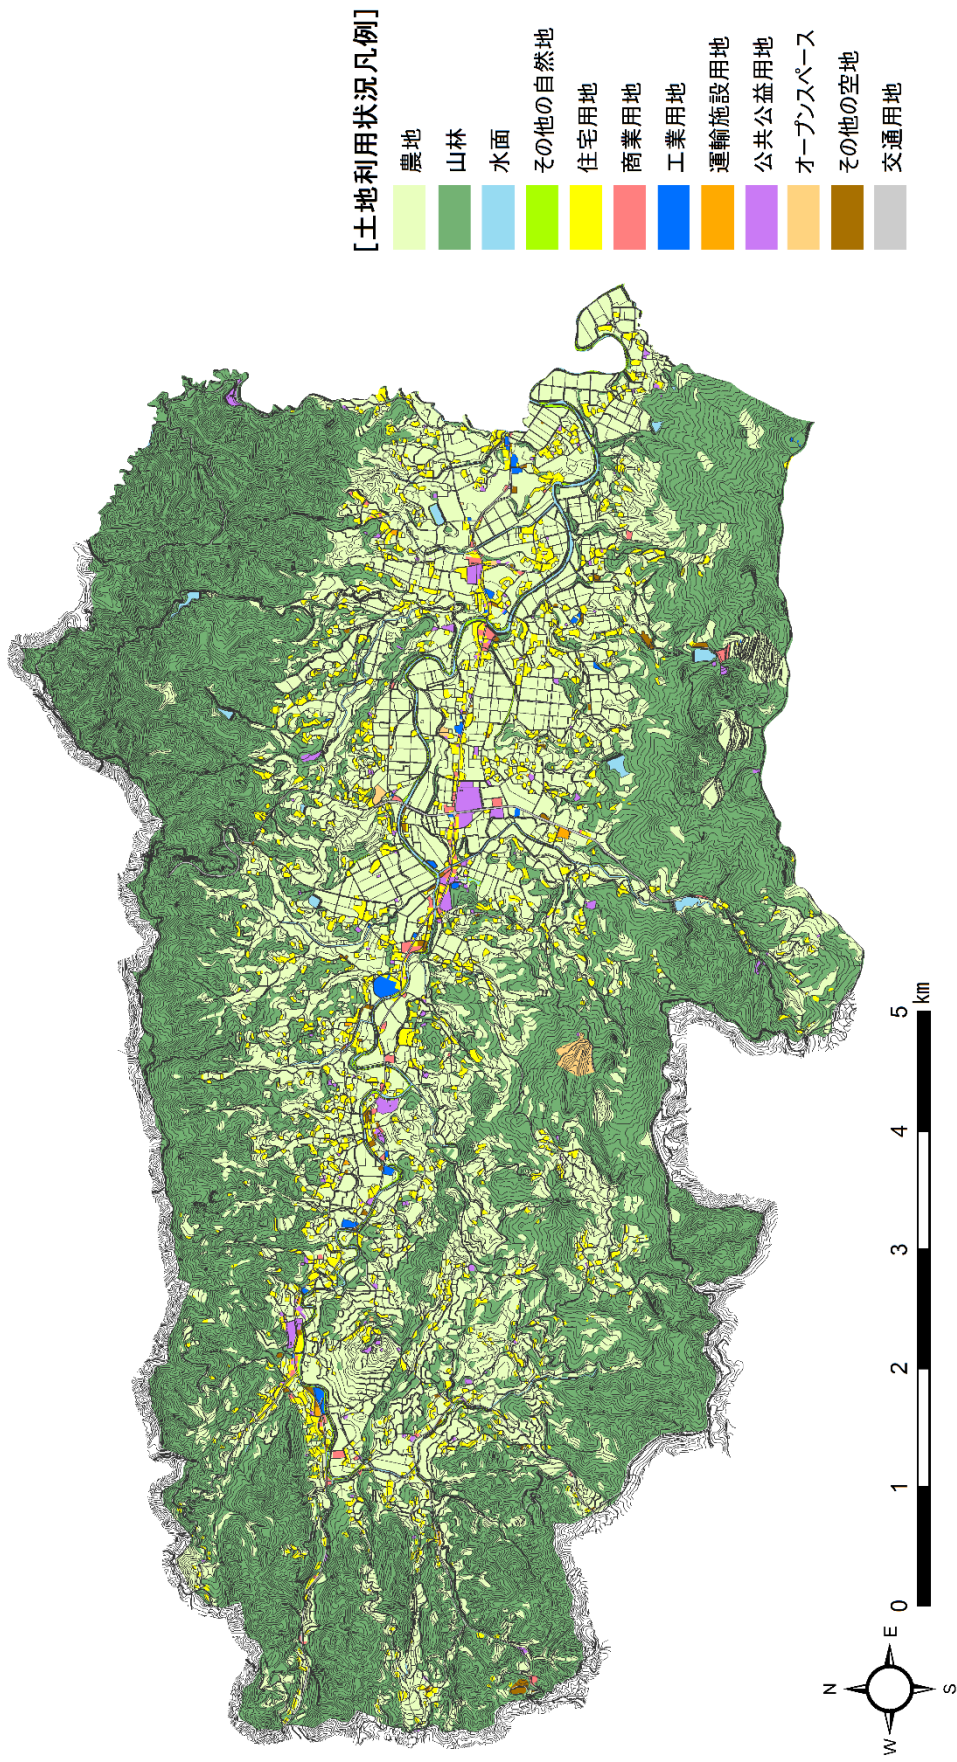 [土地利用状況凡例]
農地
山林
水面
その他の自然地
住宅用地
商業用地
工業用地
運輸施設用地
公共公益用地
オープンスペース
その他の空地
交通用地
N
W E
S
0 1 2 3 4 5 km